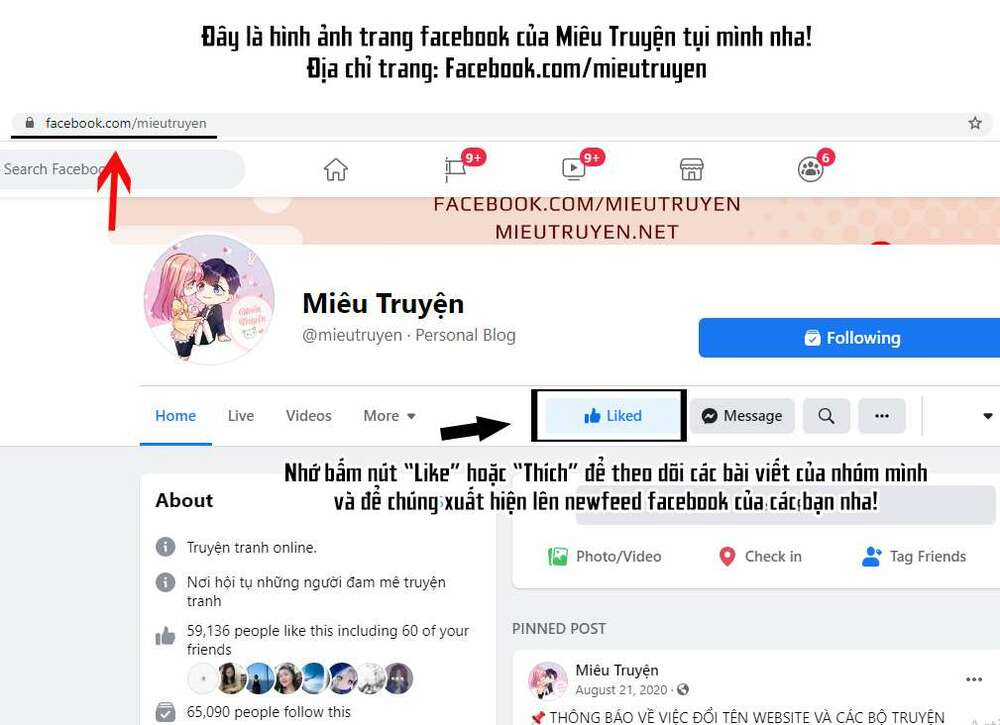 Đây là hình ảnh trang facebook của Miêu Truyện tụi mình nha!
Địa chỉ trang: Facebook.com/mieutruyen
facebook.com/mieutruyen
Search Facebook
9+
9+
6
FACEBOOK.COM/MIEUTRUYEN
MIEUTRUYEN.NET
Miêu Truyện
Miêu Truyện
@mieutruyen · Personal Blog
Following
Home
Live
Videos
More
Liked
Message
Nhớ bấm nút “Like” hoặc “Thích” để theo dõi các bài viết của nhóm mình
và để chúng xuất hiện lên newfeed facebook của các bạn nha!
About
Truyện tranh online.
Nơi hội tụ những người đam mê truyện
tranh
59,136 people like this including 60 of your
friends
65,090 people follow this
Photo/Video
Check in
Tag Friends
PINNED POST
Miêu Truyện
August 21, 2020 ·
THÔNG BÁO VỀ VIỆC ĐỔI TÊN WEBSITE VÀ CÁC BỘ TRUYỆN